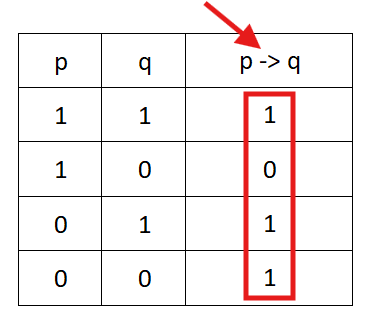 p q p -> q
1 1 1
1 0 0
0 1 1
0 0 1